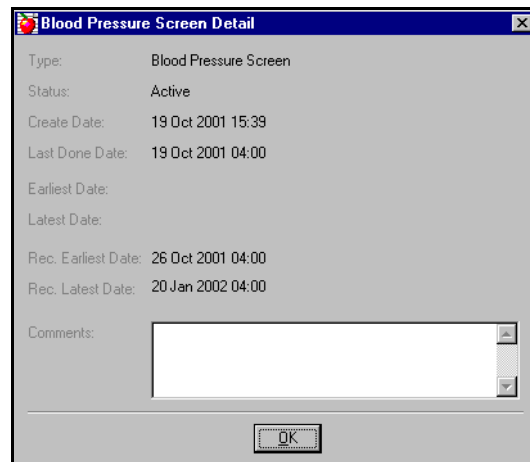 Blood Pressure Screen Detail
Type: Blood Pressure Screen
Status: Active
Create Date: 19 Oct 2001 15:39
Last Done Date: 19 Oct 2001 04:00
Earliest Date:
Latest Date:
Rec. Earliest Date: 26 Oct 2001 04:00
Rec. Latest Date: 20 Jan 2002 04:00
Comments:
OK